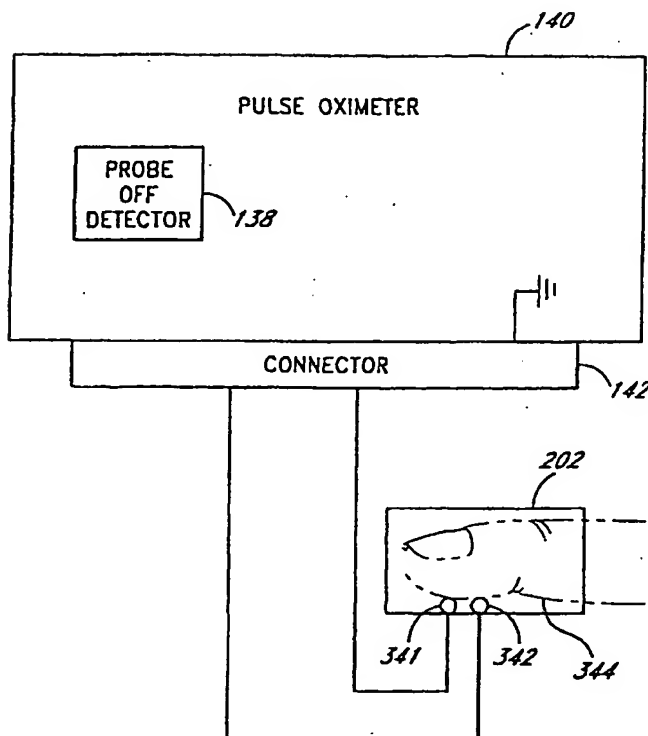 140
PULSE OXIMETER
PROBE
OFF
DETECTOR
138
CONNECTOR
142
202
341
342
344